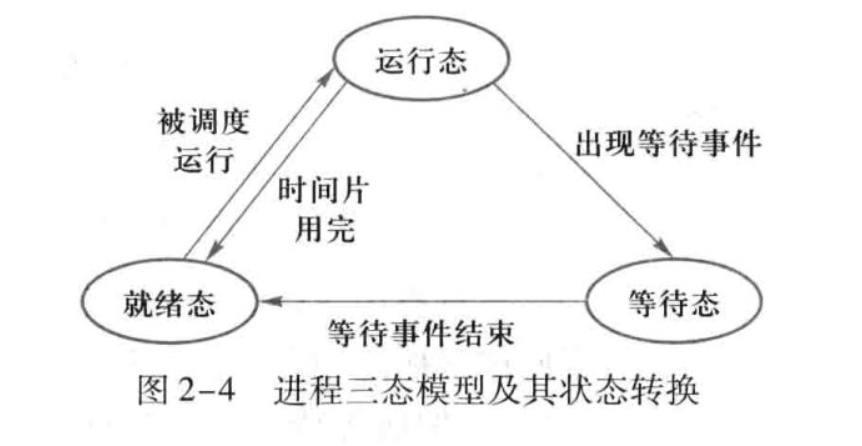 运行态
被调度
运行
出现等待事件
时间片
用完
就绪态
等待态
等待事件结束
图2-4 进程三态模型及其状态转换